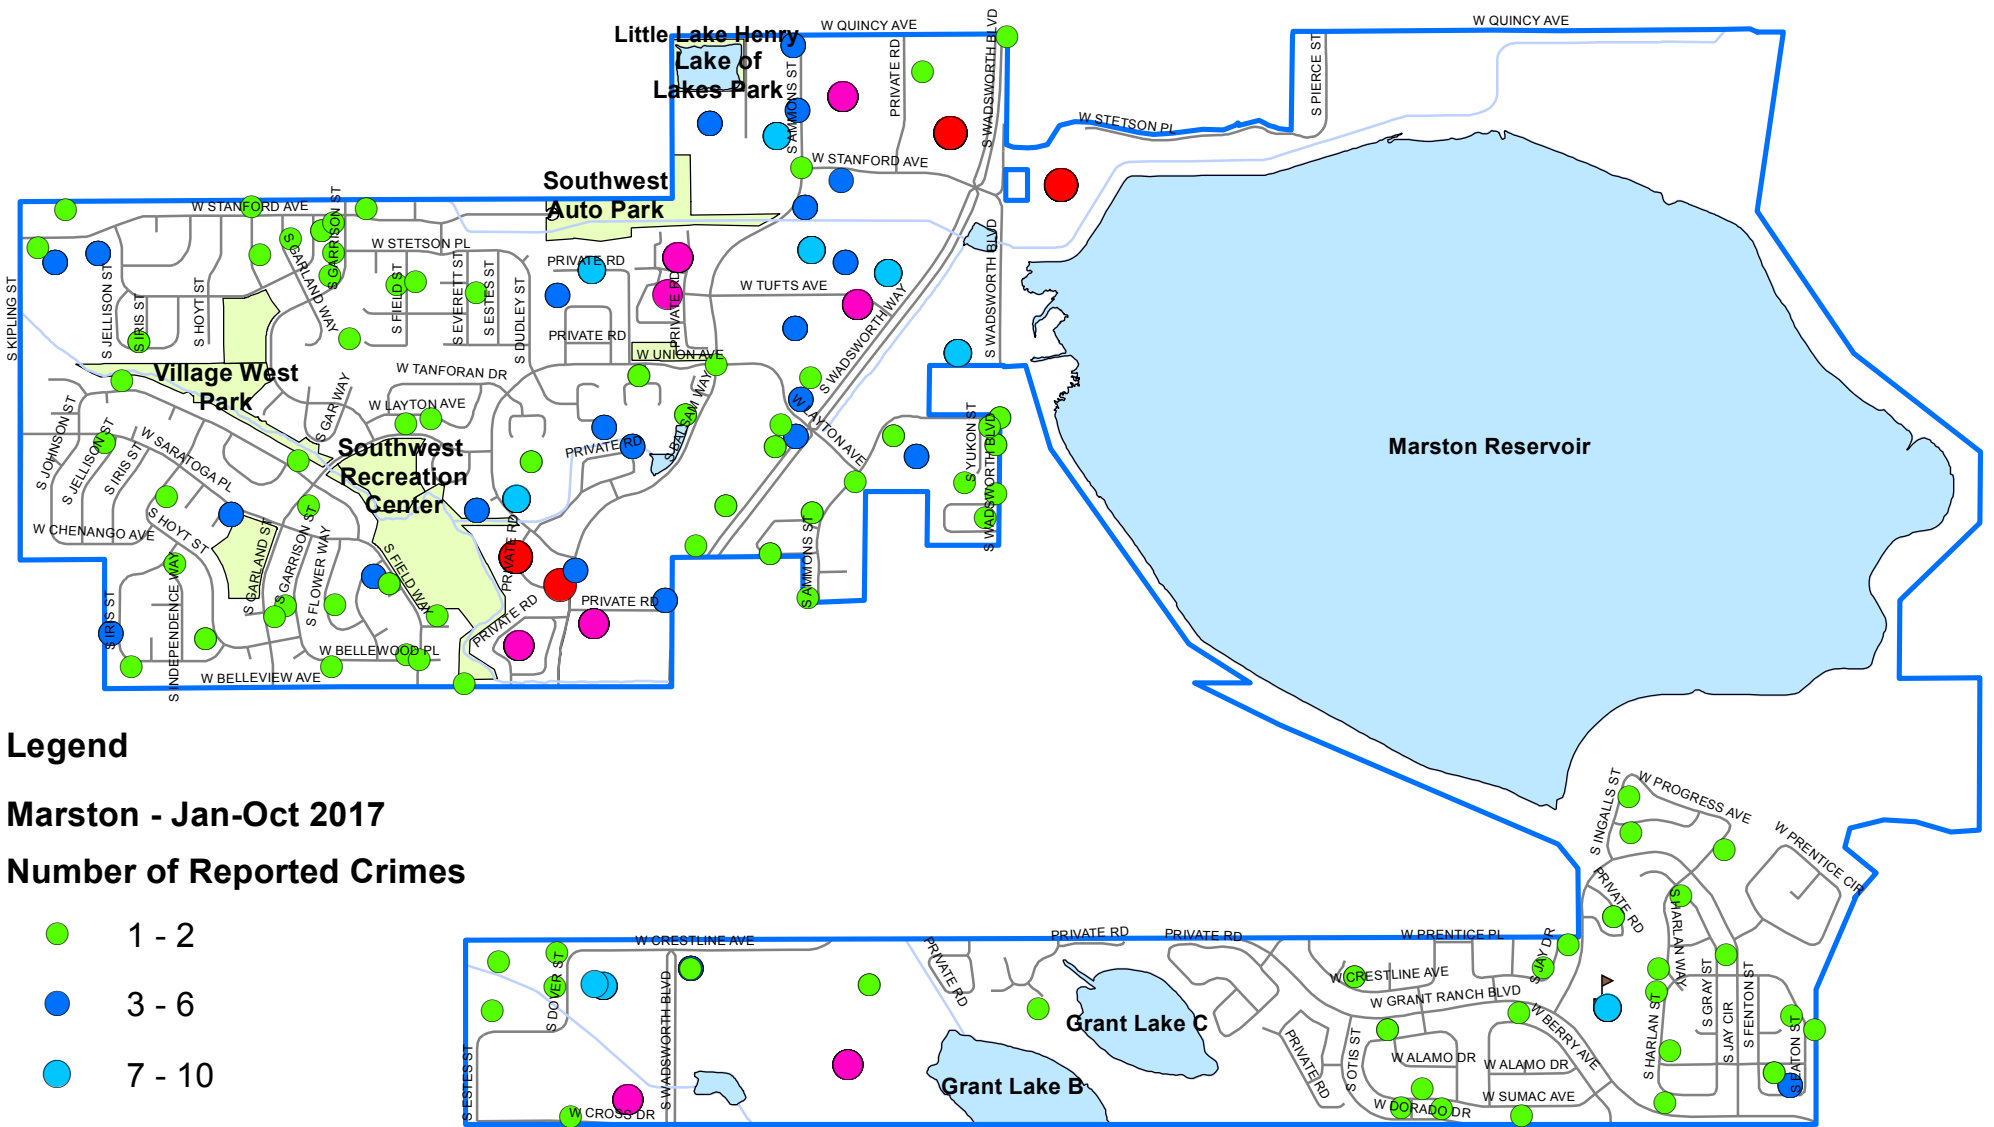 W QUINCY AVE
W QUINCY AVE
Little Lake Henry
Lake of
Lakes Park
S AMMONS ST
PRIVATE RD
S WADSWORTH BLVD
S PIERCE ST
W STETSON PL
W STANFORD AVE
Southwest
Auto Park
W STANFORD AVE
S GARRISON ST
S GARLAND WAY
W STETSON PL
PRIVATE RD
PRIVATE RD
W TUFTS AVE
S WADSWORTH WAY
S WADSWORTH BLVD
S KIPLING ST
S JELLISON ST
S IRIS ST
S HOYT ST
S FIELD ST
S EVERETT ST
S ESTES ST
S DUDLEY ST
PRIVATE RD
W UNION AVE
Village West
Park
W TANFORAN DR
S GAR WAY
W LAYTON AVE
S BALSAM WAY
W LAYTON AVE
S YUKON ST
S WADSWORTH BLVD
Marston Reservoir
S JOHNSON ST
S JELLISON ST
S IRIS ST
W SARATOGA PL
Southwest
Recreation
Center
PRIVATE RD
W CHENANGO AVE
S HOYT ST
S GARLAND ST
S GARRISON ST
S FLOWER WAY
S FIELD WAY
PRIVATE RD
S AMMONS ST
S IRIS ST
S INDEPENDENCE WAY
PRIVATE RD
PRIVATE RD
W BELLEWOOD PL
W BELLEVIEW AVE
Legend
Marston - Jan-Oct 2017
Number of Reported Crimes
1 - 2
3 - 6
7 - 10
S INGALLS ST
W PROGRESS AVE
W PRENTICE CIR
PRIVATE RD
S HARLAN WAY
W CRESTLINE AVE
PRIVATE RD
PRIVATE RD
PRIVATE RD
W PRENTICE PL
S JAY DR
S DOVER ST
S WADSWORTH BLVD
W CRESTLINE AVE
W GRANT RANCH BLVD
W BERRY AVE
Grant Lake C
S HARLAN ST
S GRAY ST
S JAY CIR
S FENTON ST
S EATON ST
S ESTES ST
Grant Lake B
PRIVATE RD
S OTIS ST
W ALAMO DR
W ALAMO DR
W CROSS DR
W DORADO DR
W SUMAC AVE